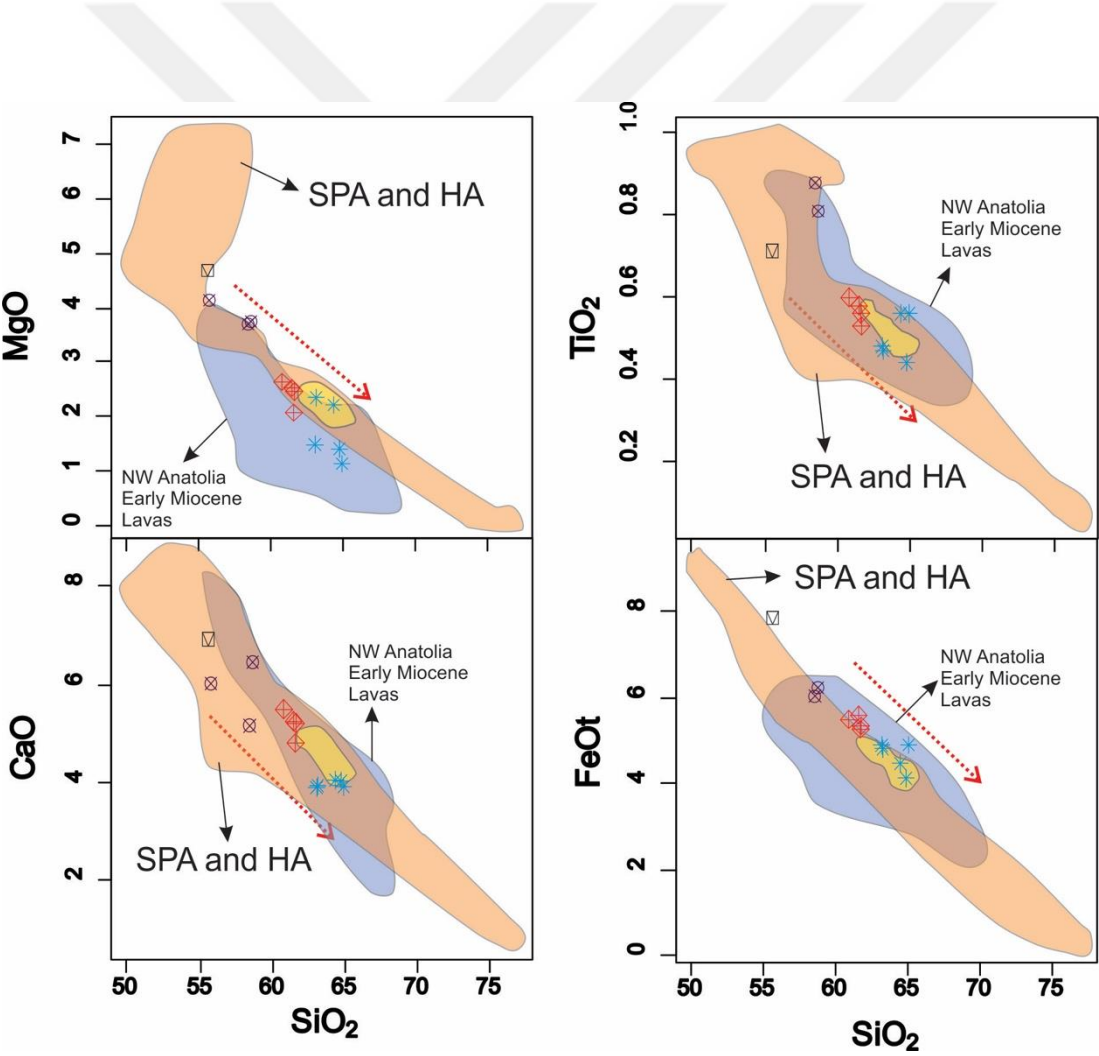 7
6
5
4
3
2
1
0
MgO
SPA and HA
NW Anatolia
Early Miocene
Lavas
1.0
0.8
0.6
0.4
0.2
TiO2
NW Anatolia
Early Miocene
Lavas
SPA and HA
8
6
4
2
CaO
NW Anatolia
Early Miocene
Lavas
SPA and HA
50 55 60 65 70 75
SiO2
8
6
4
2
0
FeOt
SPA and HA
NW Anatolia
Early Miocene
Lavas
50 55 60 65 70 75
SiO2